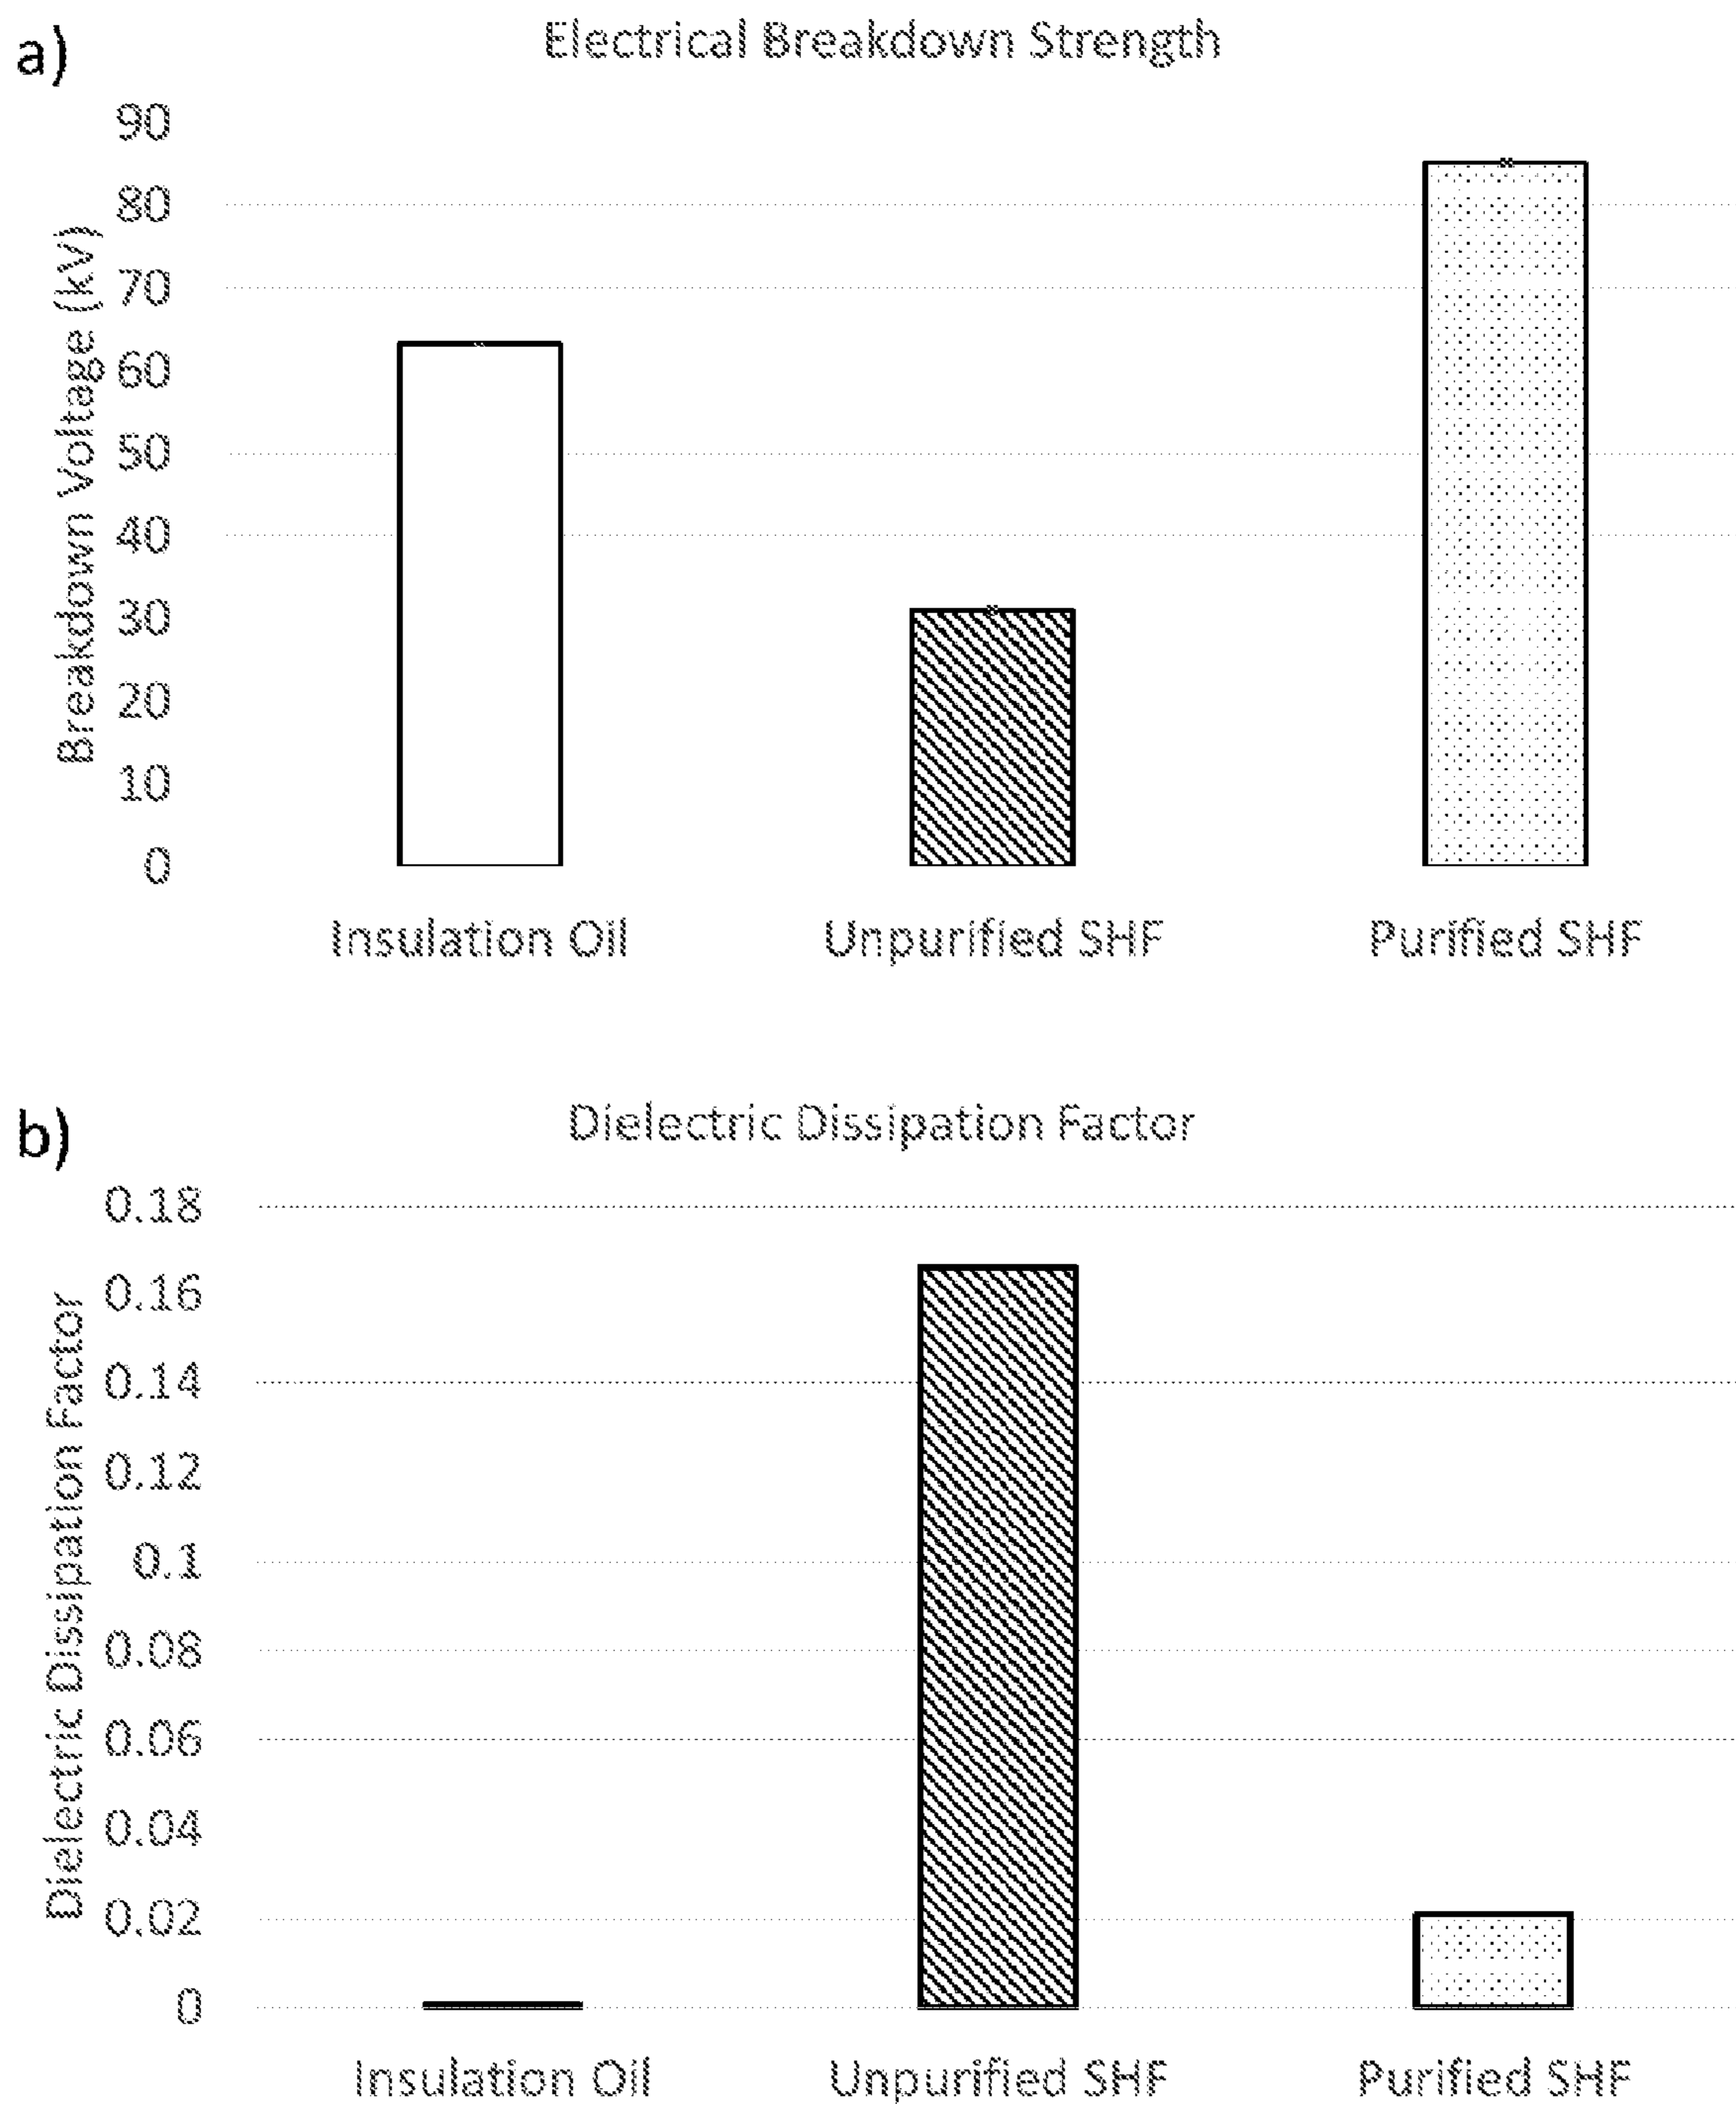 a)
Electrical Breakdown Strength
Breakdown Voltage (kV)
90
80
70
60
50
40
30
20
10
0
Insulation Oil
Unpurified SHF
Purified SHF
b)
Dielectric Dissipation Factor
Dielectric Dissipation Factor
0.18
0.16
0.14
0.12
0.1
0.08
0.06
0.04
0.02
0
Insulation Oil
Unpurified SHF
Purified SHF